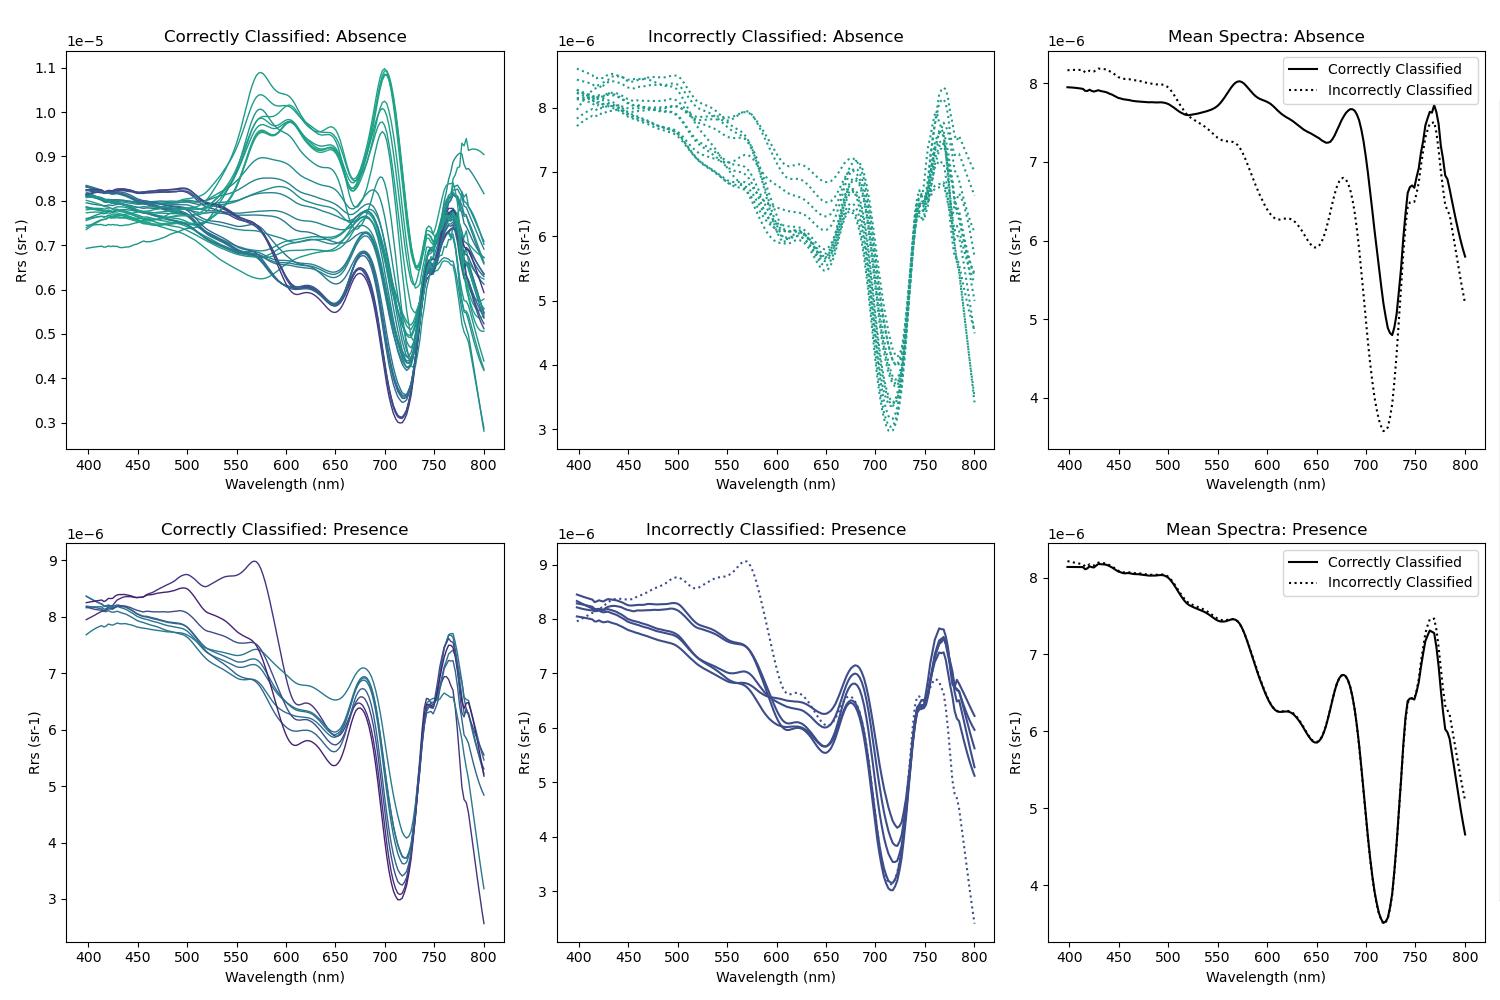 Correctly Classified: Absence
1e−5
1.1
1.0
0.9
0.8
0.7
0.6
0.5
0.4
0.3
Rrs (sr-1)
400 450 500 550 600 650 700 750 800
Wavelength (nm)
Incorrectly Classified: Absence
1e−6
8
7
6
5
4
3
Rrs (sr-1)
400 450 500 550 600 650 700 750 800
Wavelength (nm)
Mean Spectra: Absence
1e−6
Correctly Classified
Incorrectly Classified
8
7
6
5
4
Rrs (sr-1)
400 450 500 550 600 650 700 750 800
Wavelength (nm)
Correctly Classified: Presence
1e−6
9
8
7
6
5
4
3
Rrs (sr-1)
400 450 500 550 600 650 700 750 800
Wavelength (nm)
Incorrectly Classified: Presence
1e−6
9
8
7
6
5
4
3
Rrs (sr-1)
400 450 500 550 600 650 700 750 800
Wavelength (nm)
Mean Spectra: Presence
1e−6
Correctly Classified
Incorrectly Classified
8
7
6
5
4
Rrs (sr-1)
400 450 500 550 600 650 700 750 800
Wavelength (nm)